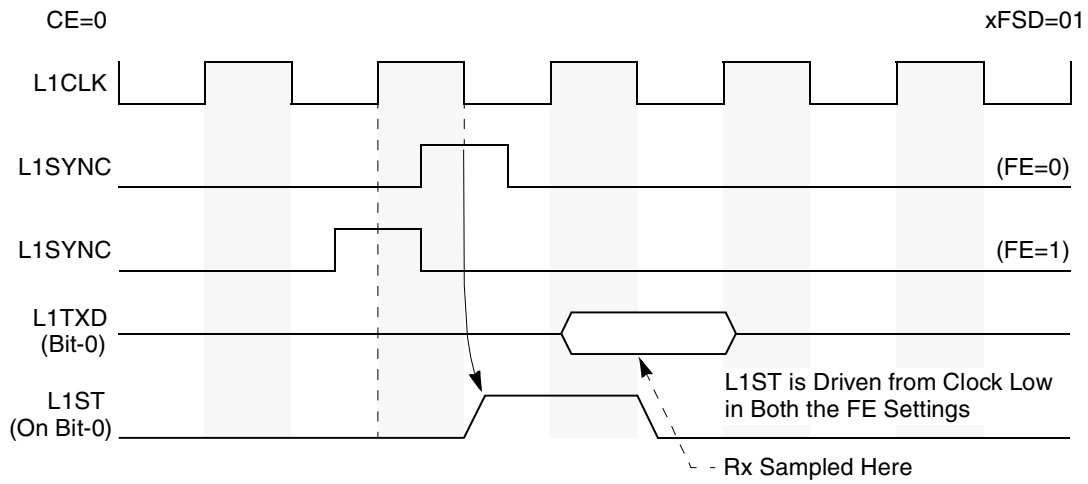 CE=0
xFSD=01
L1CLK
L1SYNC
(FE=0)
L1SYNC
(FE=1)
L1TXD
(Bit-0)
L1ST
(On Bit-0)
L1ST is Driven from Clock Low
in Both the FE Settings
Rx Sampled Here